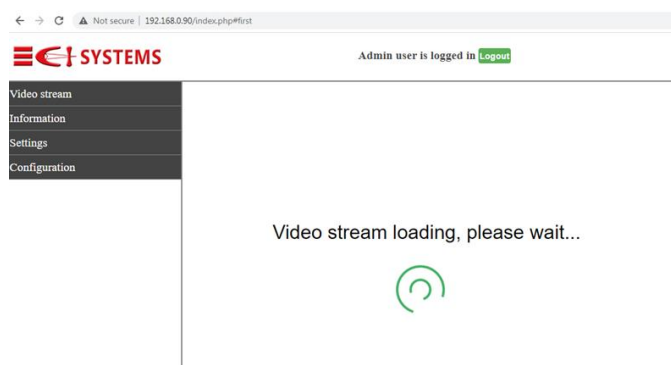 Not secure | 192.168.0.90/index.php#first
ECI SYSTEMS
Admin user is logged in Logout
Video stream
Information
Settings
Configuration
Video stream loading, please wait...